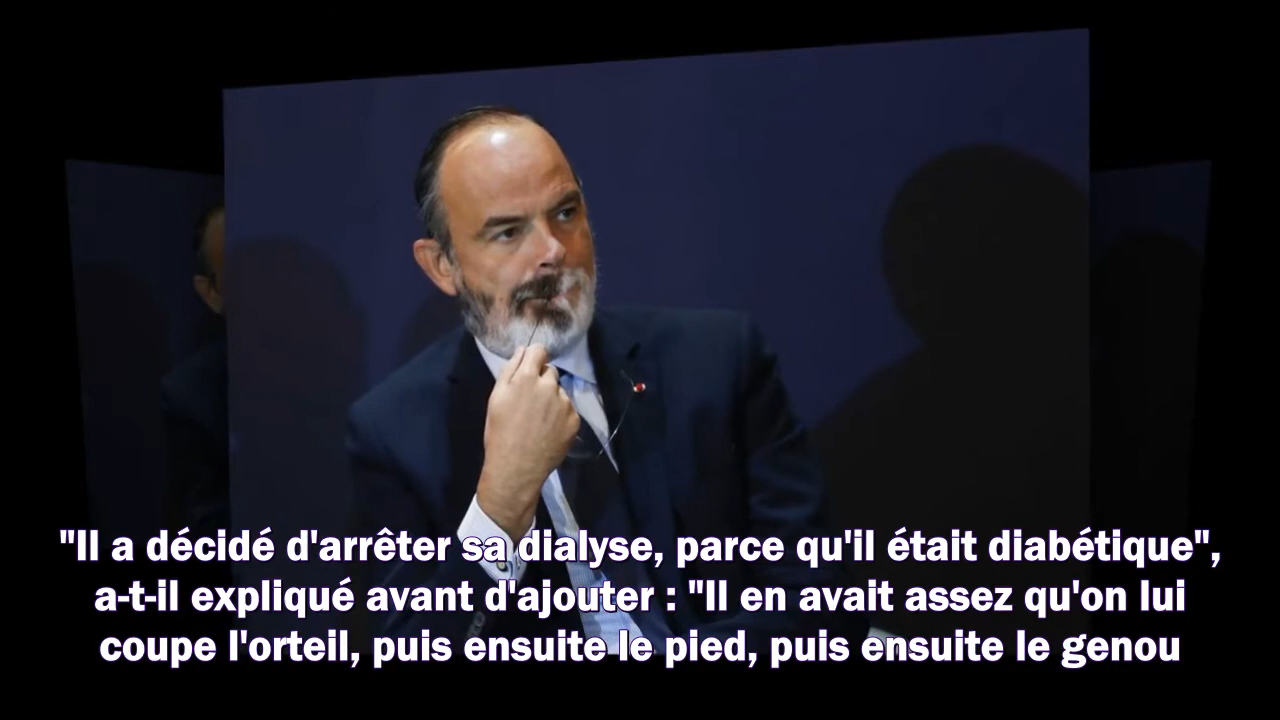 "Il a décidé d'arrêter sa dialyse, parce qu'il était diabétique",
a-t-il expliqué avant d'ajouter : "Il en avait assez qu'on lui
coupe l'orteil, puis ensuite le pied, puis ensuite le genou